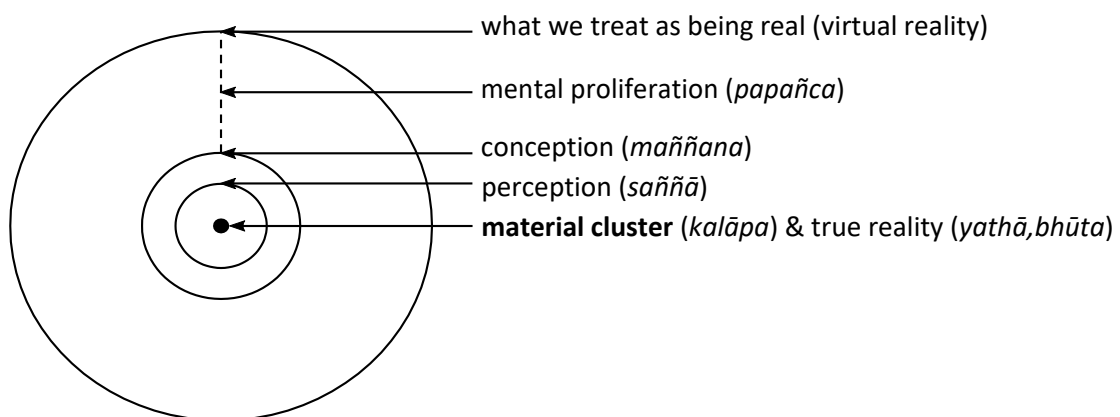 what we treat as being real (virtual reality)
mental proliferation (papañca)
conception (maññana)
perception (saññā)
material cluster (kalāpa) & true reality (yathā,bhūta)